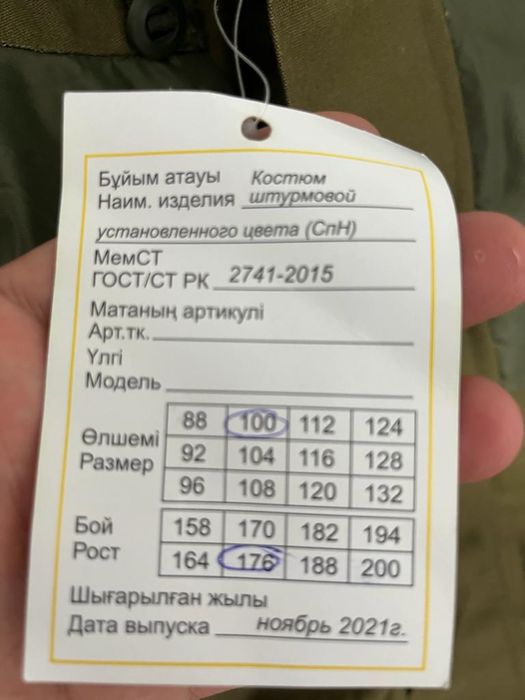 Бұйым атауы Костюм
Наим. изделия штурмовой
установленного цвета (СпН)
МемСТ
ГОСТ/СТ РК 2741-2015
Матаның артикулі
Арт.тк.
Үлгі
Модель
Өлшемі
Размер
88 100 112 124
92 104 116 128
96 108 120 132
Бой
Рост
158 170 182 194
164 176 188 200
Шығарылған жылы
Дата выпуска ноябрь 2021г.